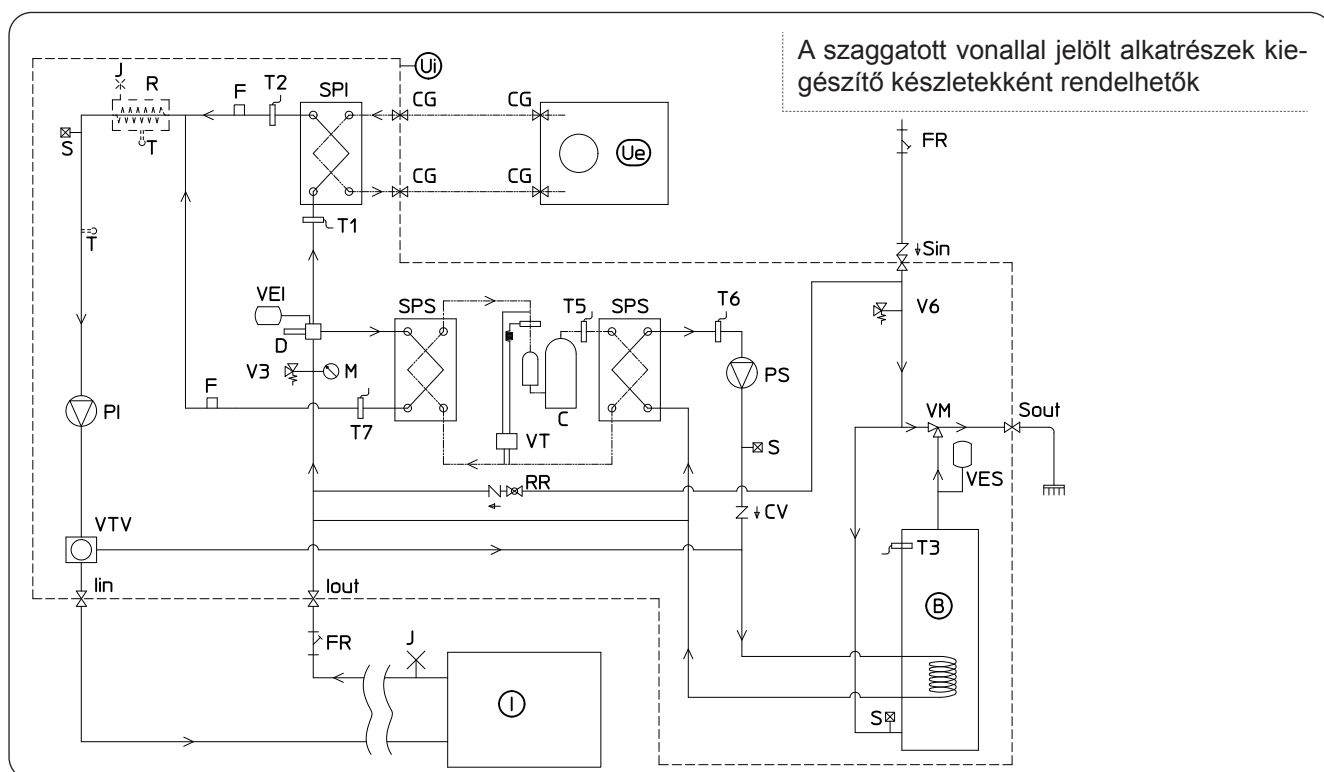 A szaggatott vonallal jelölt alkatrészek kie-
gészítő készletekként rendelhetők
Ui
J
R
F
T2
SPI
CG
CG
Ue
FR
S
T
CG
CG
T1
T
Sin
VEI
SPS
T5
SPS
T6
V6
D
V3
M
PS
PI
F
T7
C
VM
Sout
VT
S
VES
RR
VTV
CV
T3
Iin
Iout
B
FR
J
I
S